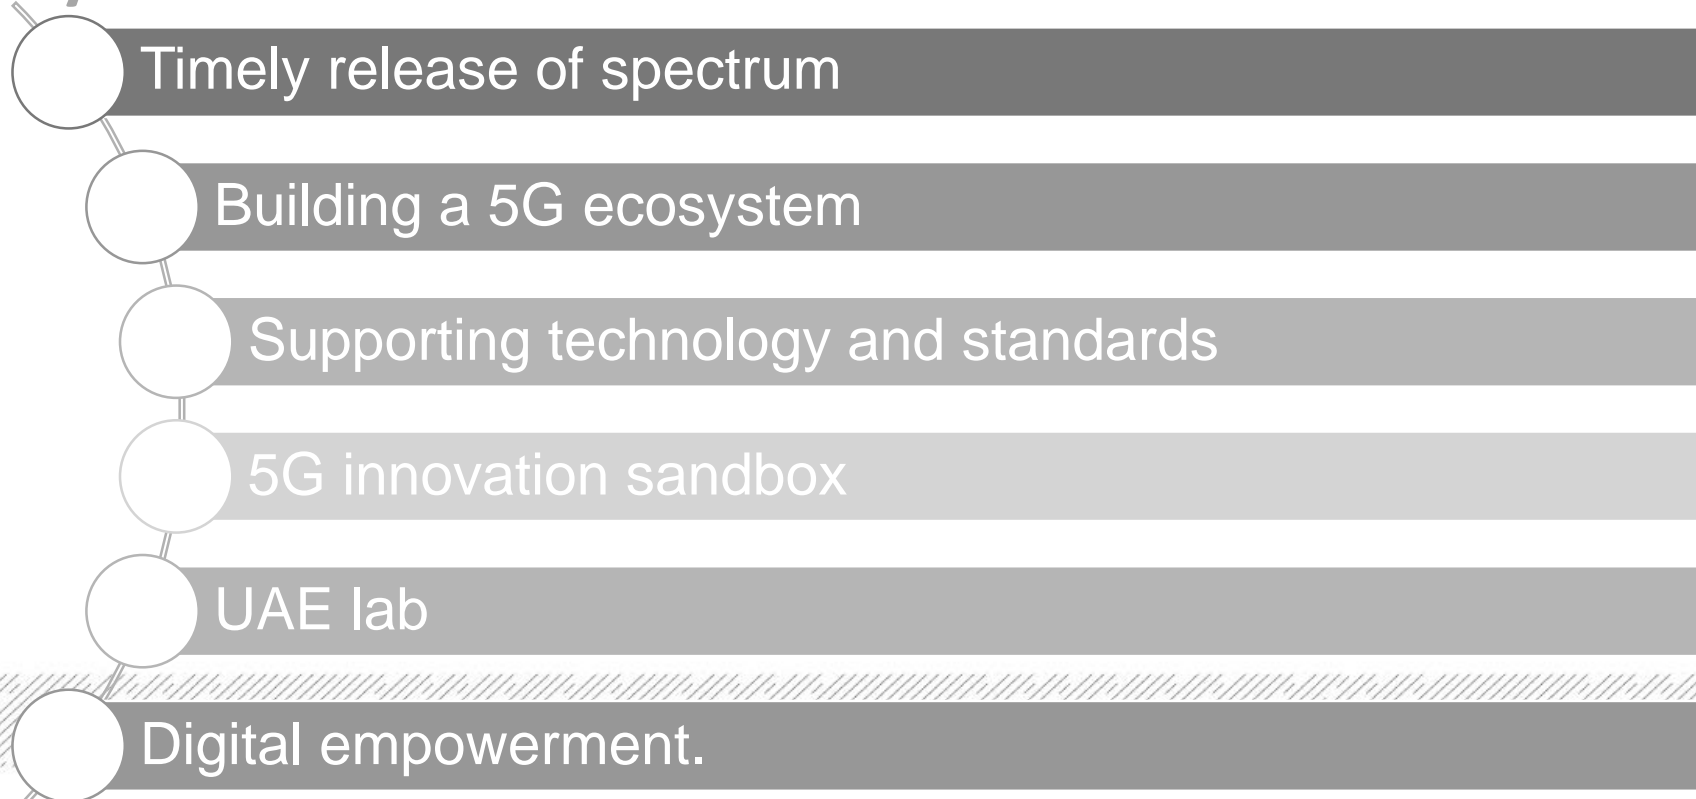 Timely release of spectrum
Building a 5G ecosystem
Supporting technology and standards
5G innovation sandbox
UAE lab
Digital empowerment.